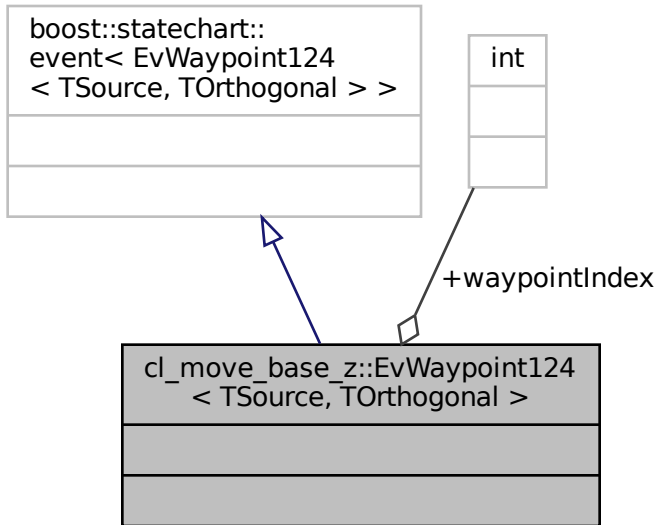 boost::statechart::
event< EvWaypoint124
< TSource, TOrthogonal > >
int
+waypointIndex
cl_move_base_z::EvWaypoint124
< TSource, TOrthogonal >